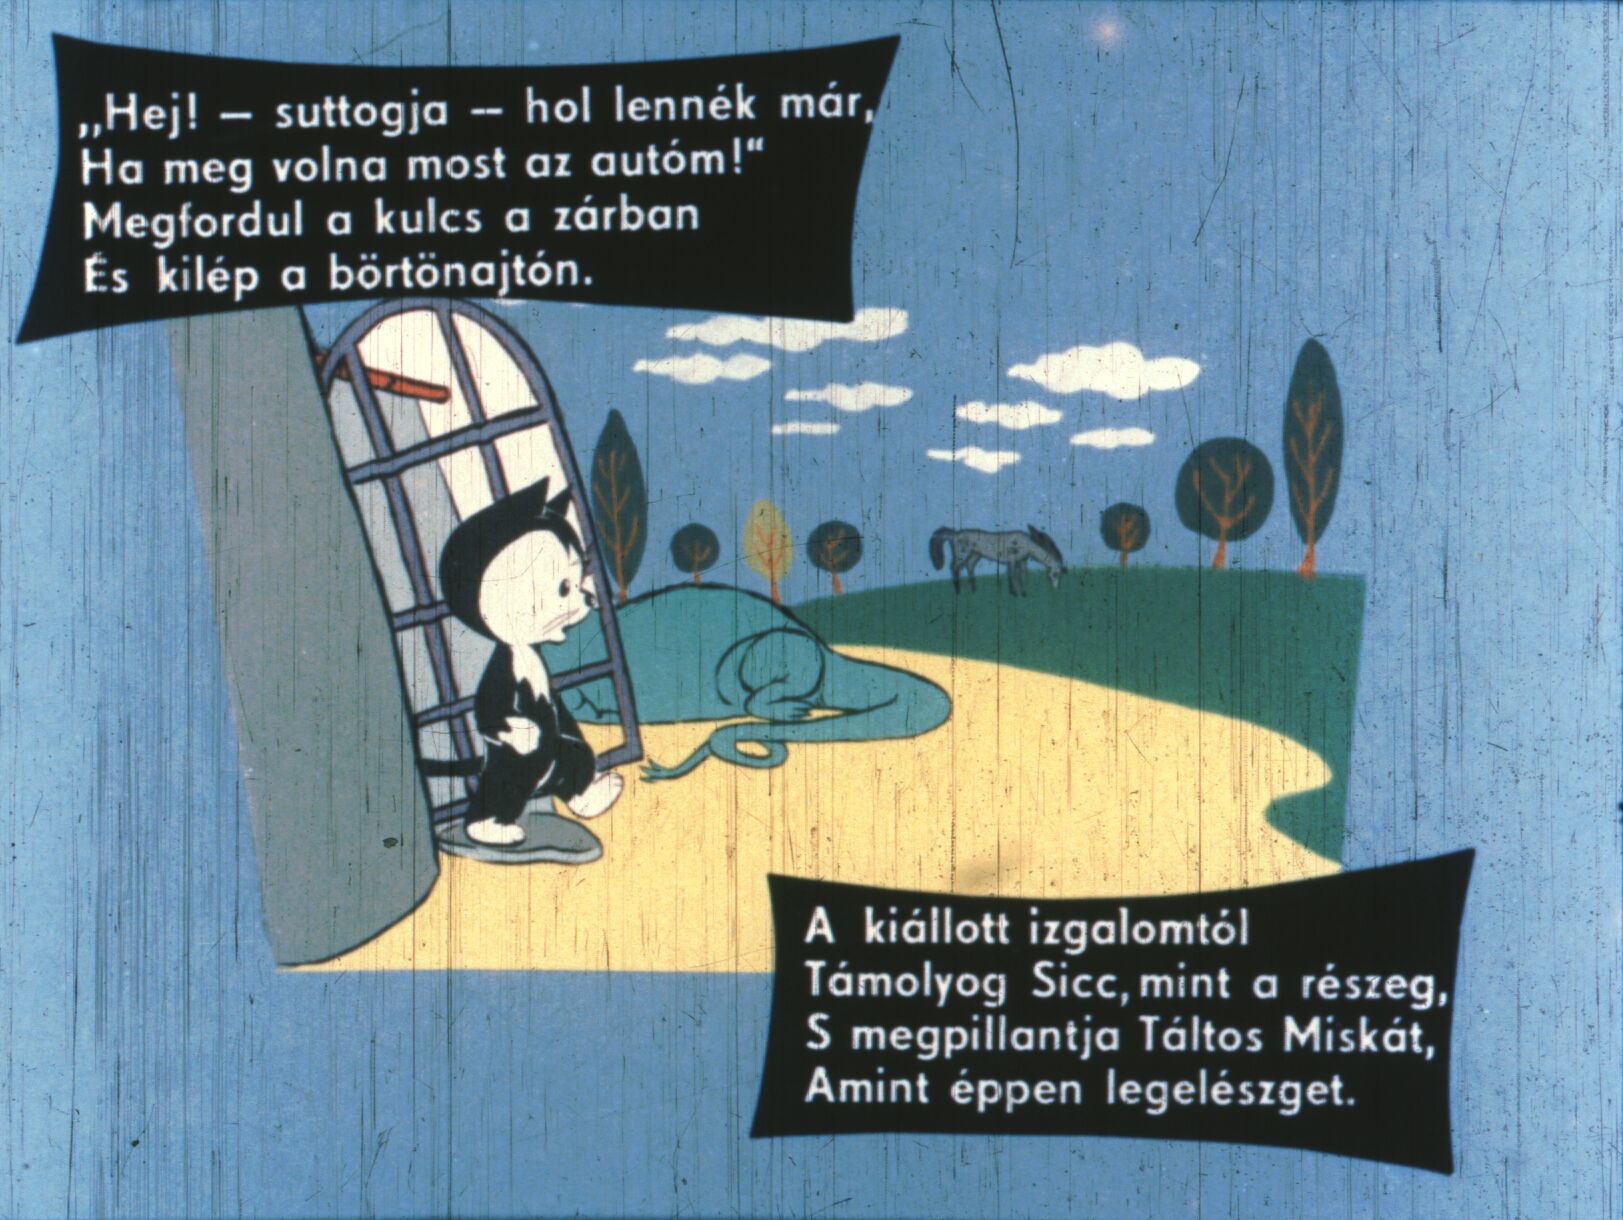 „Hej! — suttogja -- hol lennék már,
Ha meg volna most az autóm!“
Megfordul a kulcs a zárban
És kilép a börtönajtón.
A kiállott izgalomtól
Támolyog Sicc, mint a részeg,
S megpillantja Táltos Miskát,
Amint éppen legelészget.